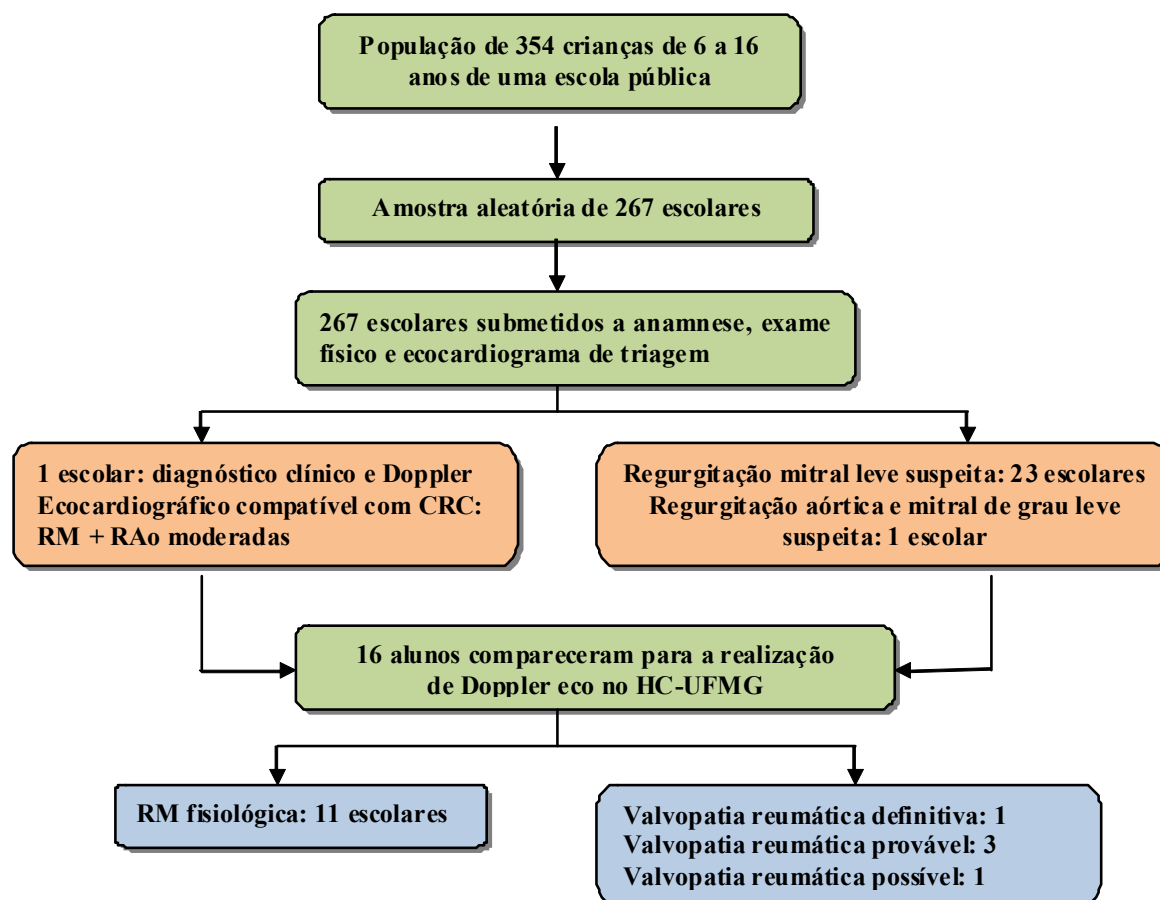 População de 354 crianças de 6 a 16
anos de uma escola pública
Amostra aleatória de 267 escolares
267 escolares submetidos a anamnese, exame
físico e ecocardiograma de triagem
1 escolar: diagnóstico clínico e Doppler
Ecocardiográfico compatível com CRC:
RM + RAo moderadas
Regurgitação mitral leve suspeita: 23 escolares
Regurgitação aórtica e mitral de grau leve
suspeita: 1 escolar
16 alunos compareceram para a realização
de Doppler eco no HC-UFMG
RM fisiológica: 11 escolares
Valvopatia reumática definitiva: 1
Valvopatia reumática provável: 3
Valvopatia reumática possível: 1